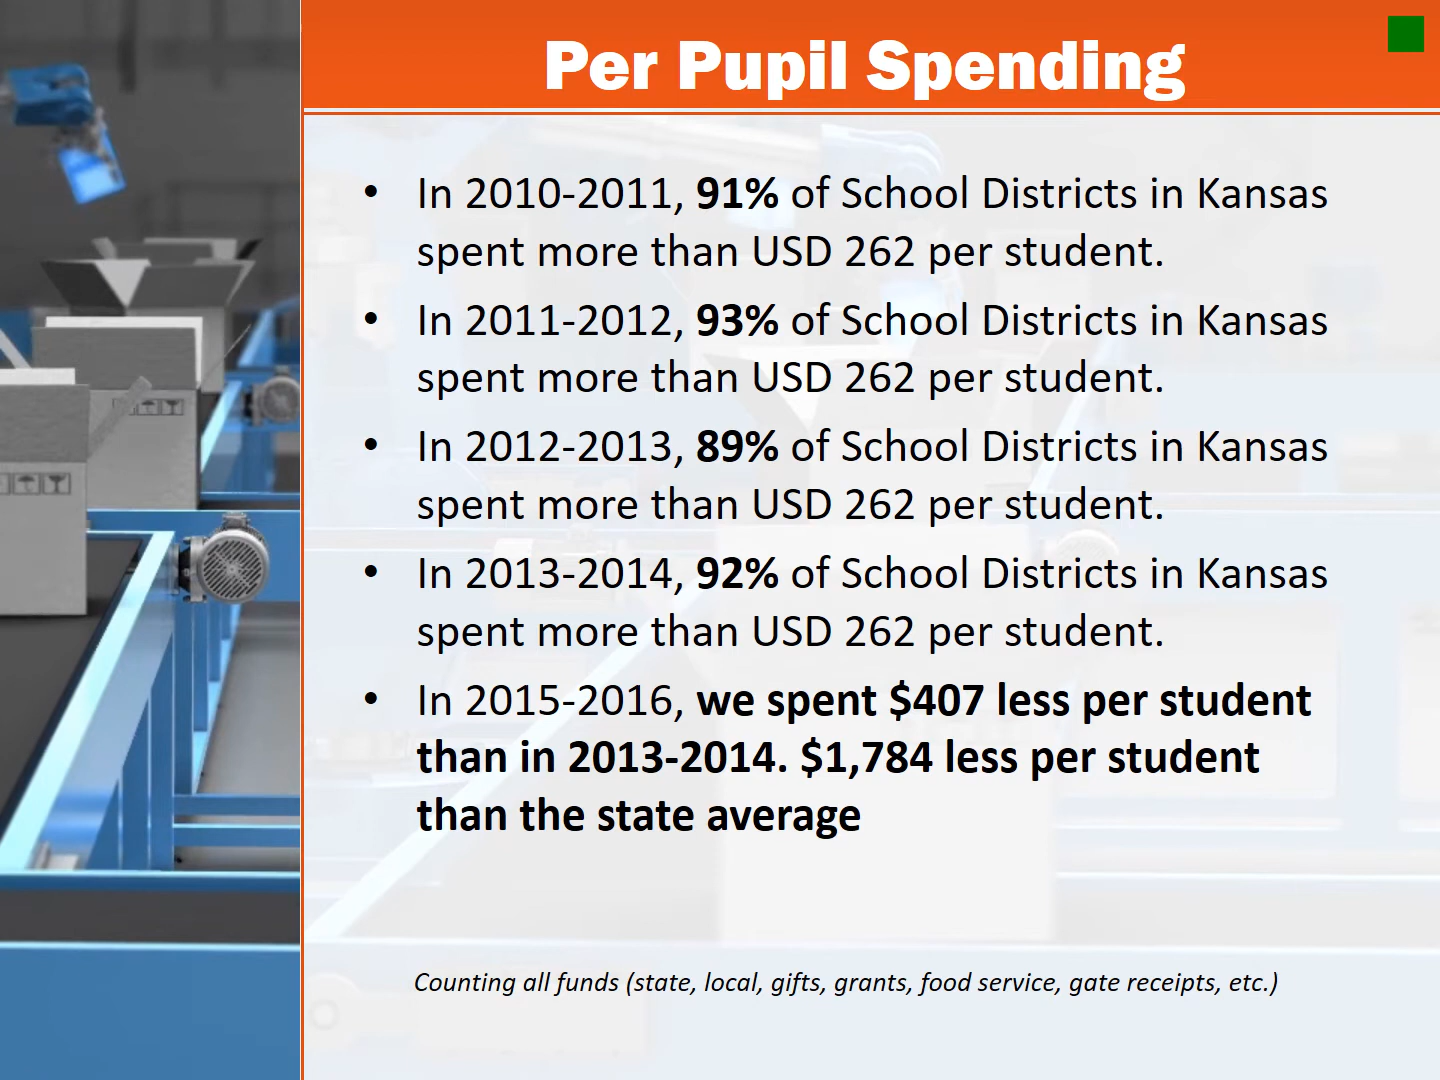 Per Pupil Spending
• In 2010-2011, 91% of School Districts in Kansas
spent more than USD 262 per student.
• In 2011-2012, 93% of School Districts in Kansas
spent more than USD 262 per student.
• In 2012-2013, 89% of School Districts in Kansas
spent more than USD 262 per student.
• In 2013-2014, 92% of School Districts in Kansas
spent more than USD 262 per student.
• In 2015-2016, we spent $407 less per student
than in 2013-2014. $1,784 less per student
than the state average
Counting all funds (state, local, gifts, grants, food service, gate receipts, etc.)